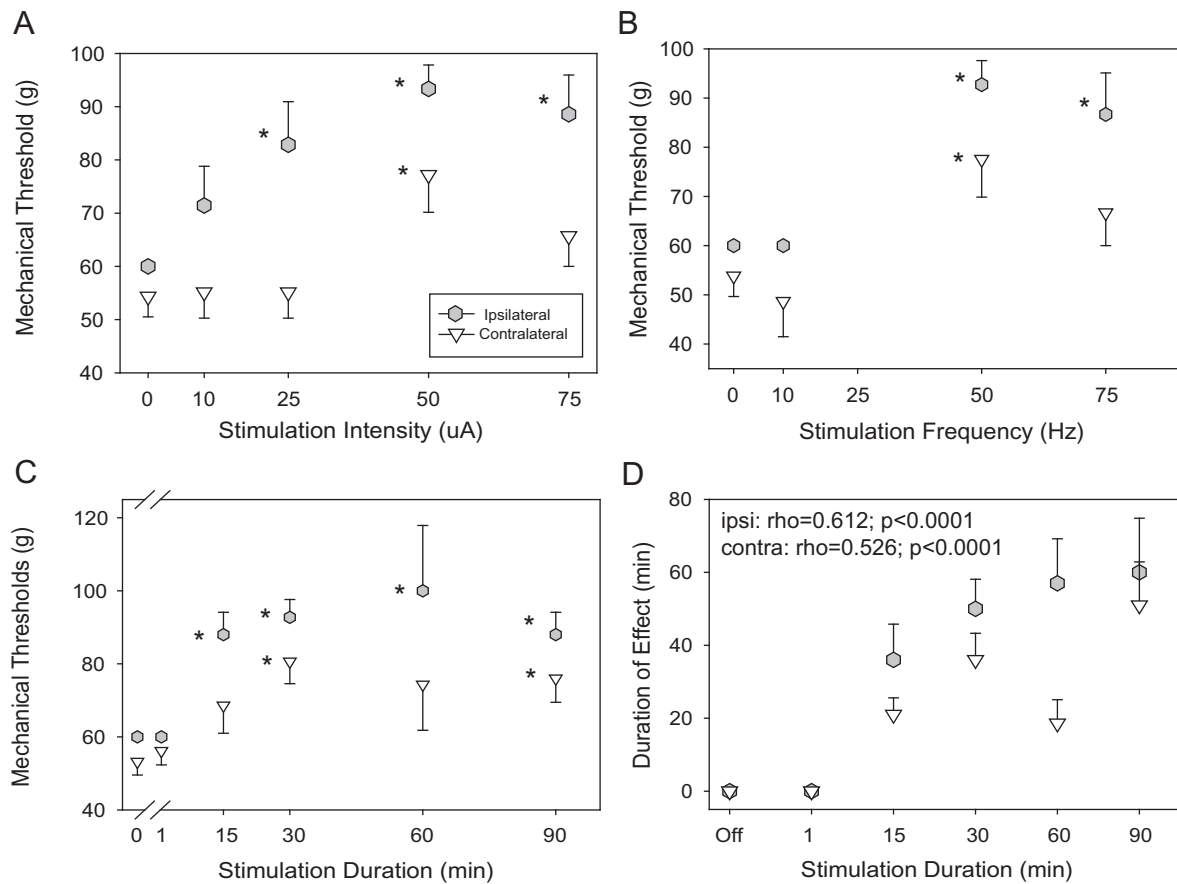 A
Mechanical Threshold (g)
100
90
80
70
60
50
40
*
*
*
*
Ipsilateral
Contralateral
0 10 25 50 75
Stimulation Intensity (uA)
B
Mechanical Threshold (g)
100
90
80
70
60
50
40
*
*
*
0 10 25 50 75
Stimulation Frequency (Hz)
C
Mechanical Thresholds (g)
120
100
80
60
40
*
*
*
*
*
*
0 1 15 30 60 90
Stimulation Duration (min)
D
Duration of Effect (min)
80
60
40
20
0
ipsi: rho=0.612; p<0.0001
contra: rho=0.526; p<0.0001
Off 1 15 30 60 90
Stimulation Duration (min)